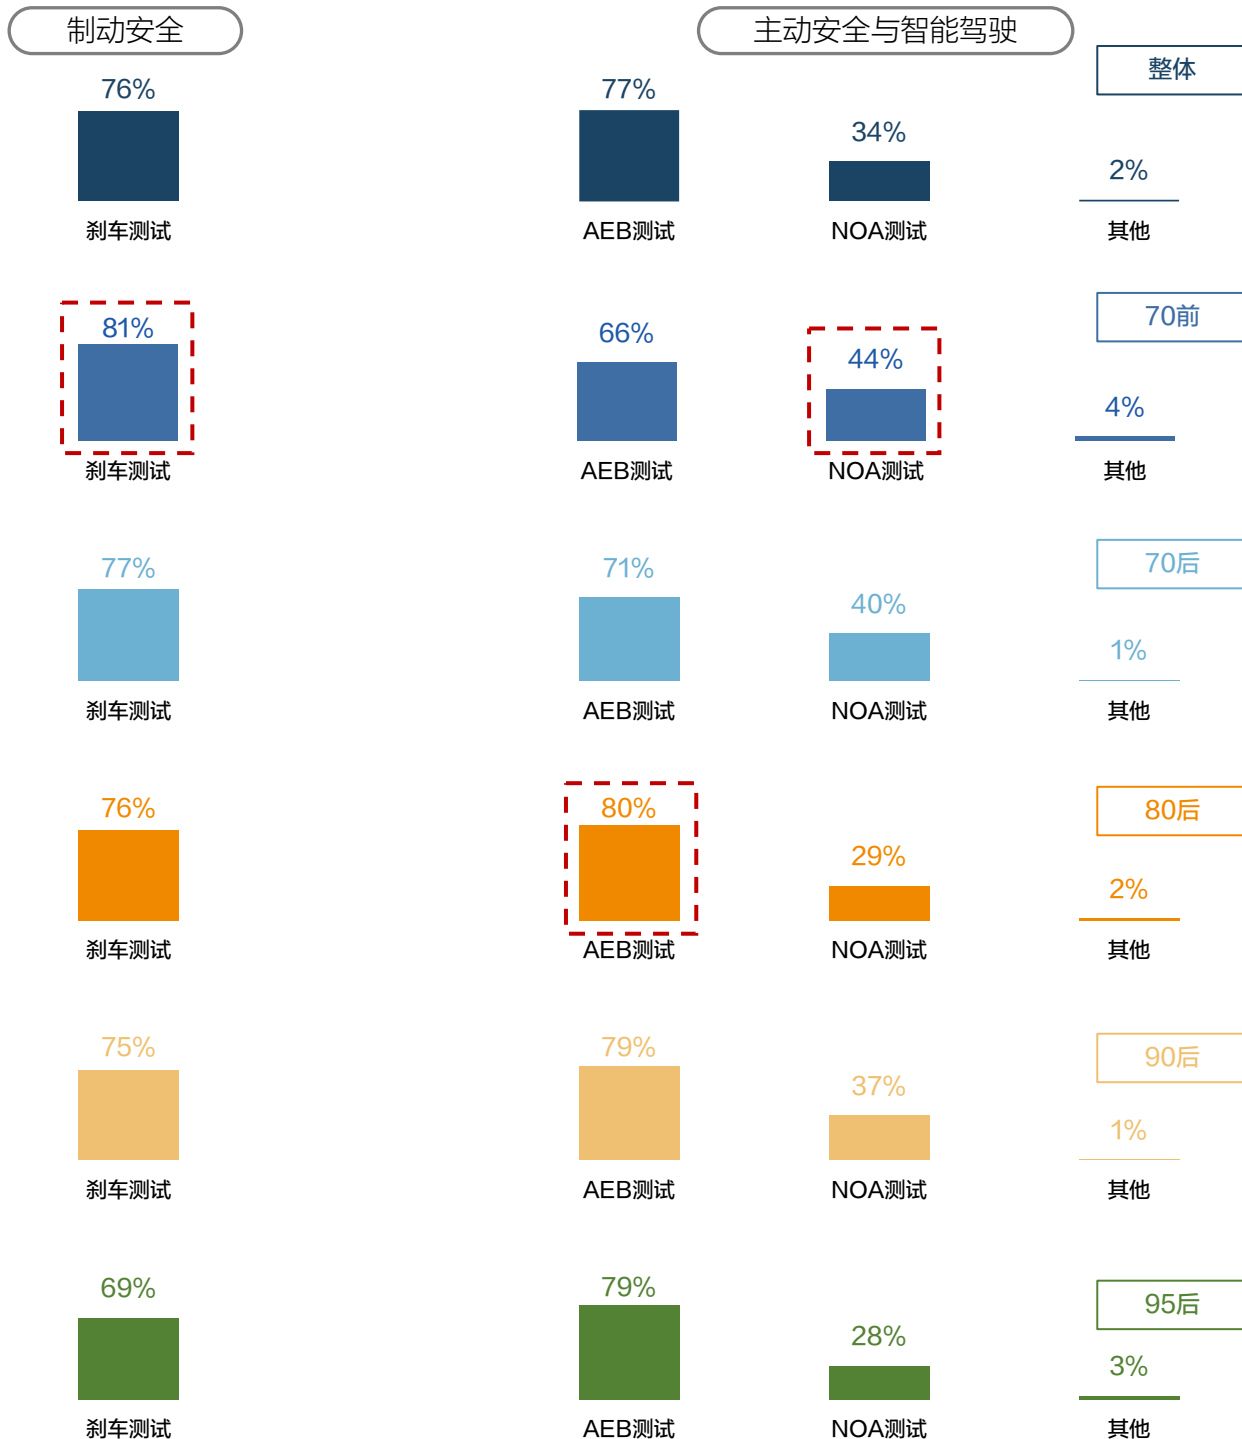 制动安全
主动安全与智能驾驶
整体
76%
77%
34%
2%
刹车测试
AEB测试
NOA测试
其他
70前
81%
66%
44%
4%
刹车测试
AEB测试
NOA测试
其他
70后
77%
71%
40%
1%
刹车测试
AEB测试
NOA测试
其他
80后
76%
80%
29%
2%
刹车测试
AEB测试
NOA测试
其他
90后
75%
79%
37%
1%
刹车测试
AEB测试
NOA测试
其他
95后
69%
79%
28%
3%
刹车测试
AEB测试
NOA测试
其他